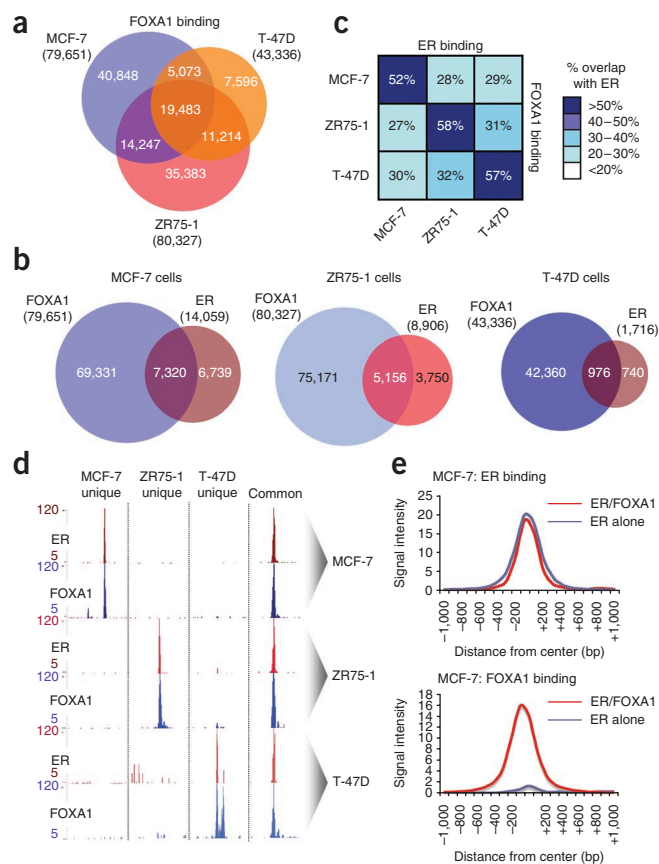 a
FOXA1 binding
MCF-7
(79,651)
T-47D
(43,336)
40,848
5,073
7,596
19,483
14,247
11,214
35,383
ZR75-1
(80,327)
c
ER binding
MCF-7
52%
28%
29%
ZR75-1
27%
58%
31%
T-47D
30%
32%
57%
MCF-7
ZR75-1
T-47D
FOXA1 binding
% overlap
with ER
>50%
40–50%
30–40%
20–30%
<20%
b
MCF-7 cells
FOXA1
(79,651)
ER
(14,059)
69,331
7,320
6,739
ZR75-1 cells
FOXA1
(80,327)
ER
(8,906)
75,171
5,156
3,750
T-47D cells
FOXA1
(43,336)
ER
(1,716)
42,360
976
740
d
MCF-7
unique
ZR75-1
unique
T-47D
unique
Common
120
ER
5
120
FOXA1
5
MCF-7
120
ER
5
120
FOXA1
5
ZR75-1
120
ER
5
120
FOXA1
5
T-47D
e
MCF-7: ER binding
Signal intensity
25
20
15
10
5
0
ER/FOXA1
ER alone
–1,000
–800
–600
–400
–200
0
+200
+400
+600
+800
+1,000
Distance from center (bp)
MCF-7: FOXA1 binding
Signal intensity
16
14
12
10
8
6
4
2
0
ER/FOXA1
ER alone
–1,000
–800
–600
–400
–200
0
+200
+400
+600
+800
+1,000
Distance from center (bp)